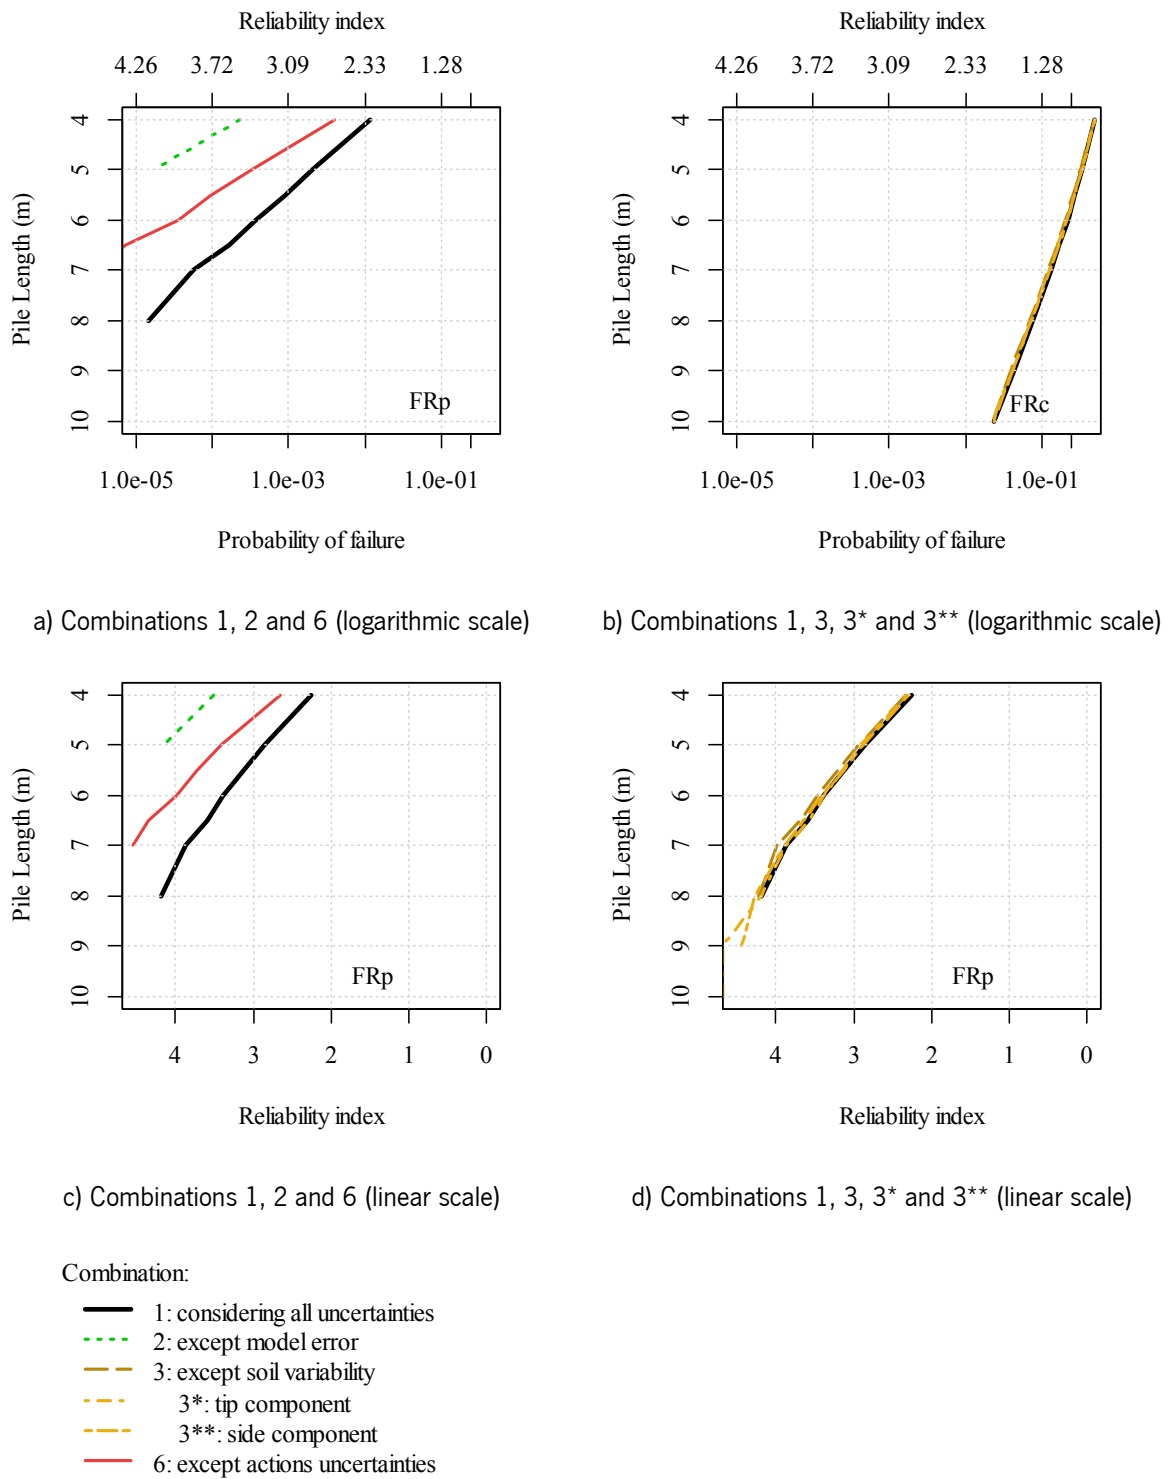 Reliability index
4.26 3.72 3.09 2.33 1.28
Pile Length (m)
4
5
6
7
8
9
10
FRp
1.0e-05 1.0e-03 1.0e-01
Probability of failure
a) Combinations 1, 2 and 6 (logarithmic scale)
Reliability index
4.26 3.72 3.09 2.33 1.28
Pile Length (m)
4
5
6
7
8
9
10
FRc
1.0e-05 1.0e-03 1.0e-01
Probability of failure
b) Combinations 1, 3, 3* and 3** (logarithmic scale)
Pile Length (m)
4
5
6
7
8
9
10
FRp
4 3 2 1 0
Reliability index
c) Combinations 1, 2 and 6 (linear scale)
Pile Length (m)
4
5
6
7
8
9
10
FRp
4 3 2 1 0
Reliability index
d) Combinations 1, 3, 3* and 3** (linear scale)
Combination:
1: considering all uncertainties
2: except model error
3: except soil variability
3*: tip component
3**: side component
6: except actions uncertainties